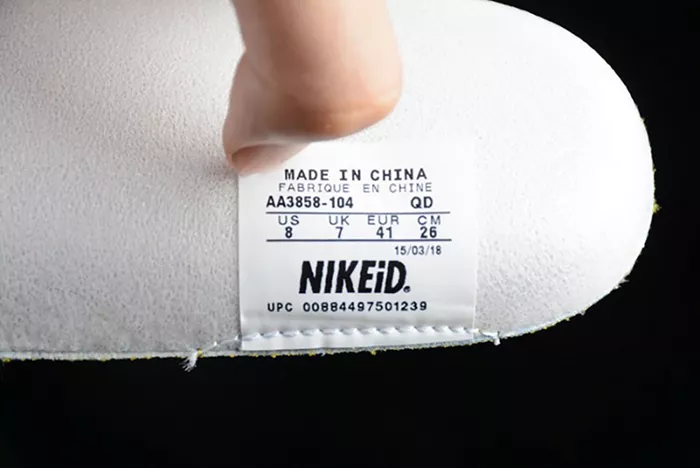 MADE IN CHINA
FABRIQUE EN CHINE
AA3858-104 QD
US UK EUR CM
8 7 41 26
15/03/18
NIKEiD.
UPC 00884497501239